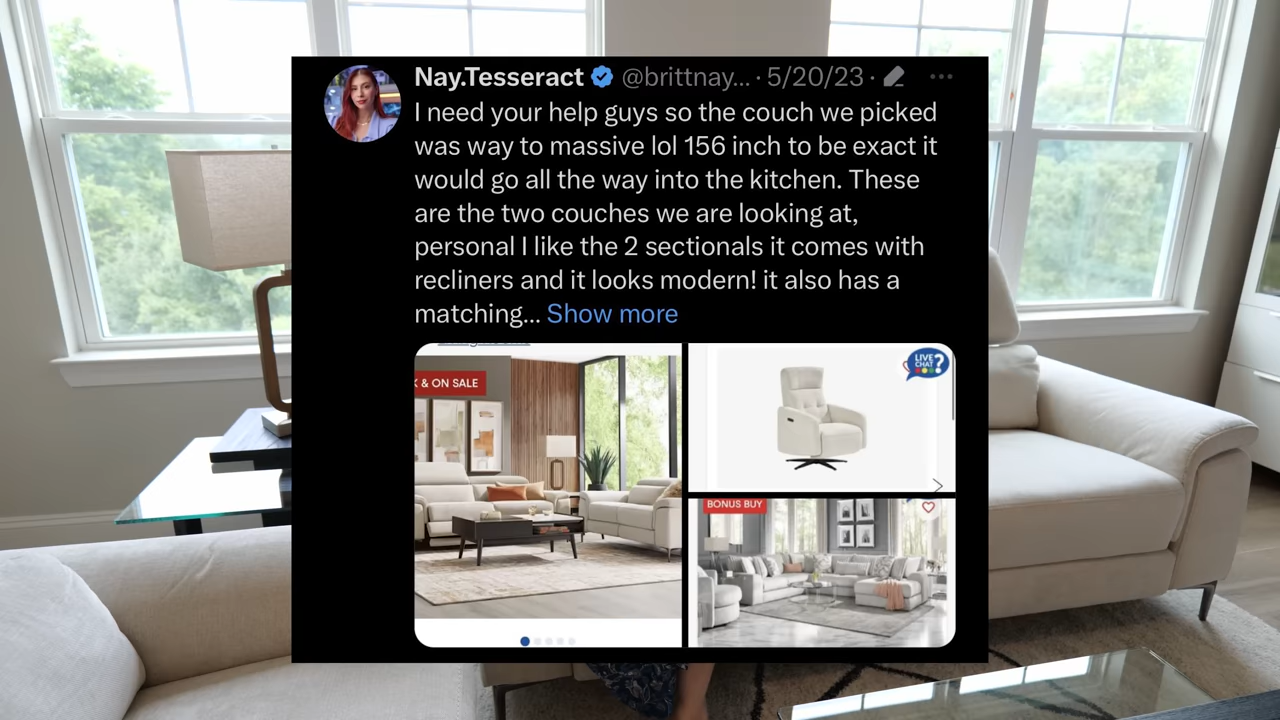 Nay.Tesseract @brittnay... · 5/20/23 ·
I need your help guys so the couch we picked
was way to massive lol 156 inch to be exact it
would go all the way into the kitchen. These
are the two couches we are looking at,
personal I like the 2 sectionals it comes with
recliners and it looks modern! it also has a
matching... Show more
& ON SALE
LIVE
CHAT
?
BONUS BUY